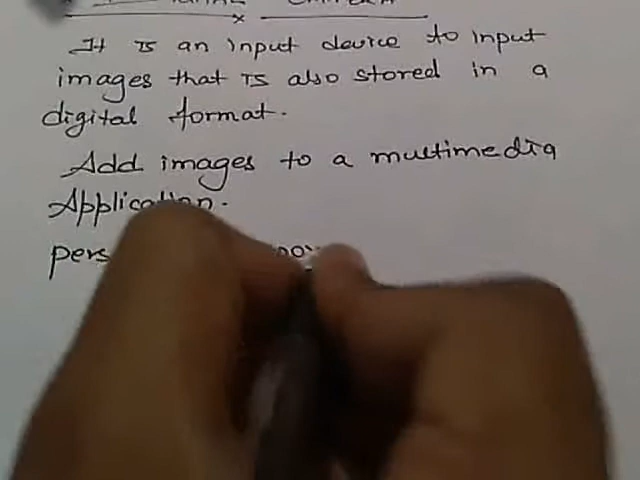 It is an input device to input
images that is also stored in a
digital format.
Add images to a multimedia
Application.